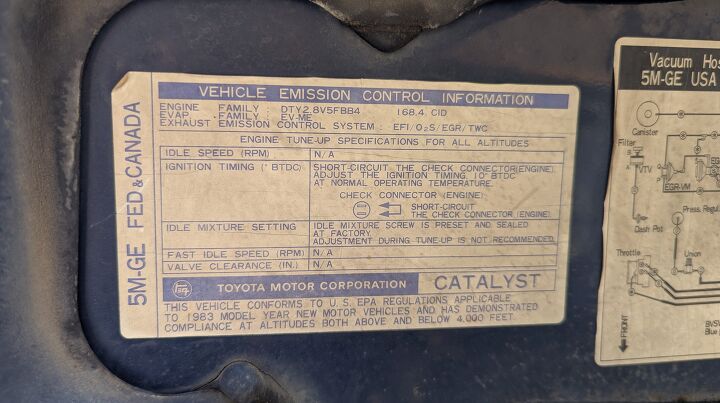 5M-GE FED & CANADA
VEHICLE EMISSION CONTROL INFORMATION
ENGINE FAMILY : DTY2.8V5FBB4 168.4 CID
EVAP. FAMILY : EV-ME
EXHAUST EMISSION CONTROL SYSTEM : EFI/O2S/EGR/TWC
ENGINE TUNE-UP SPECIFICATIONS FOR ALL ALTITUDES
IDLE SPEED (RPM) N/A
IGNITION TIMING (° BTDC) SHORT-CIRCUIT THE CHECK CONNECTOR(ENGINE).
ADJUST THE IGNITION TIMING 10° BTDC
AT NORMAL OPERATING TEMPERATURE.
CHECK CONNECTOR (ENGINE)
SHORT-CIRCUIT
THE CHECK CONNECTOR (ENGINE)
IDLE MIXTURE SETTING IDLE MIXTURE SCREW IS PRESET AND SEALED
AT FACTORY.
ADJUSTMENT DURING TUNE-UP IS NOT RECOMMENDED.
FAST IDLE SPEED (RPM) N/A
VALVE CLEARANCE (IN.) N/A
TOYOTA MOTOR CORPORATION CATALYST
THIS VEHICLE CONFORMS TO U.S. EPA REGULATIONS APPLICABLE
TO 1983 MODEL YEAR NEW MOTOR VEHICLES AND HAS DEMONSTRATED
COMPLIANCE AT ALTITUDES BOTH ABOVE AND BELOW 4,000 FEET.
Vacuum Hos
5M-GE USA
Canister
Filter
VTV
EGR-VM
Dash Pot
Press. Regul
Throttle
Union
FRONT
BVSV
Blue